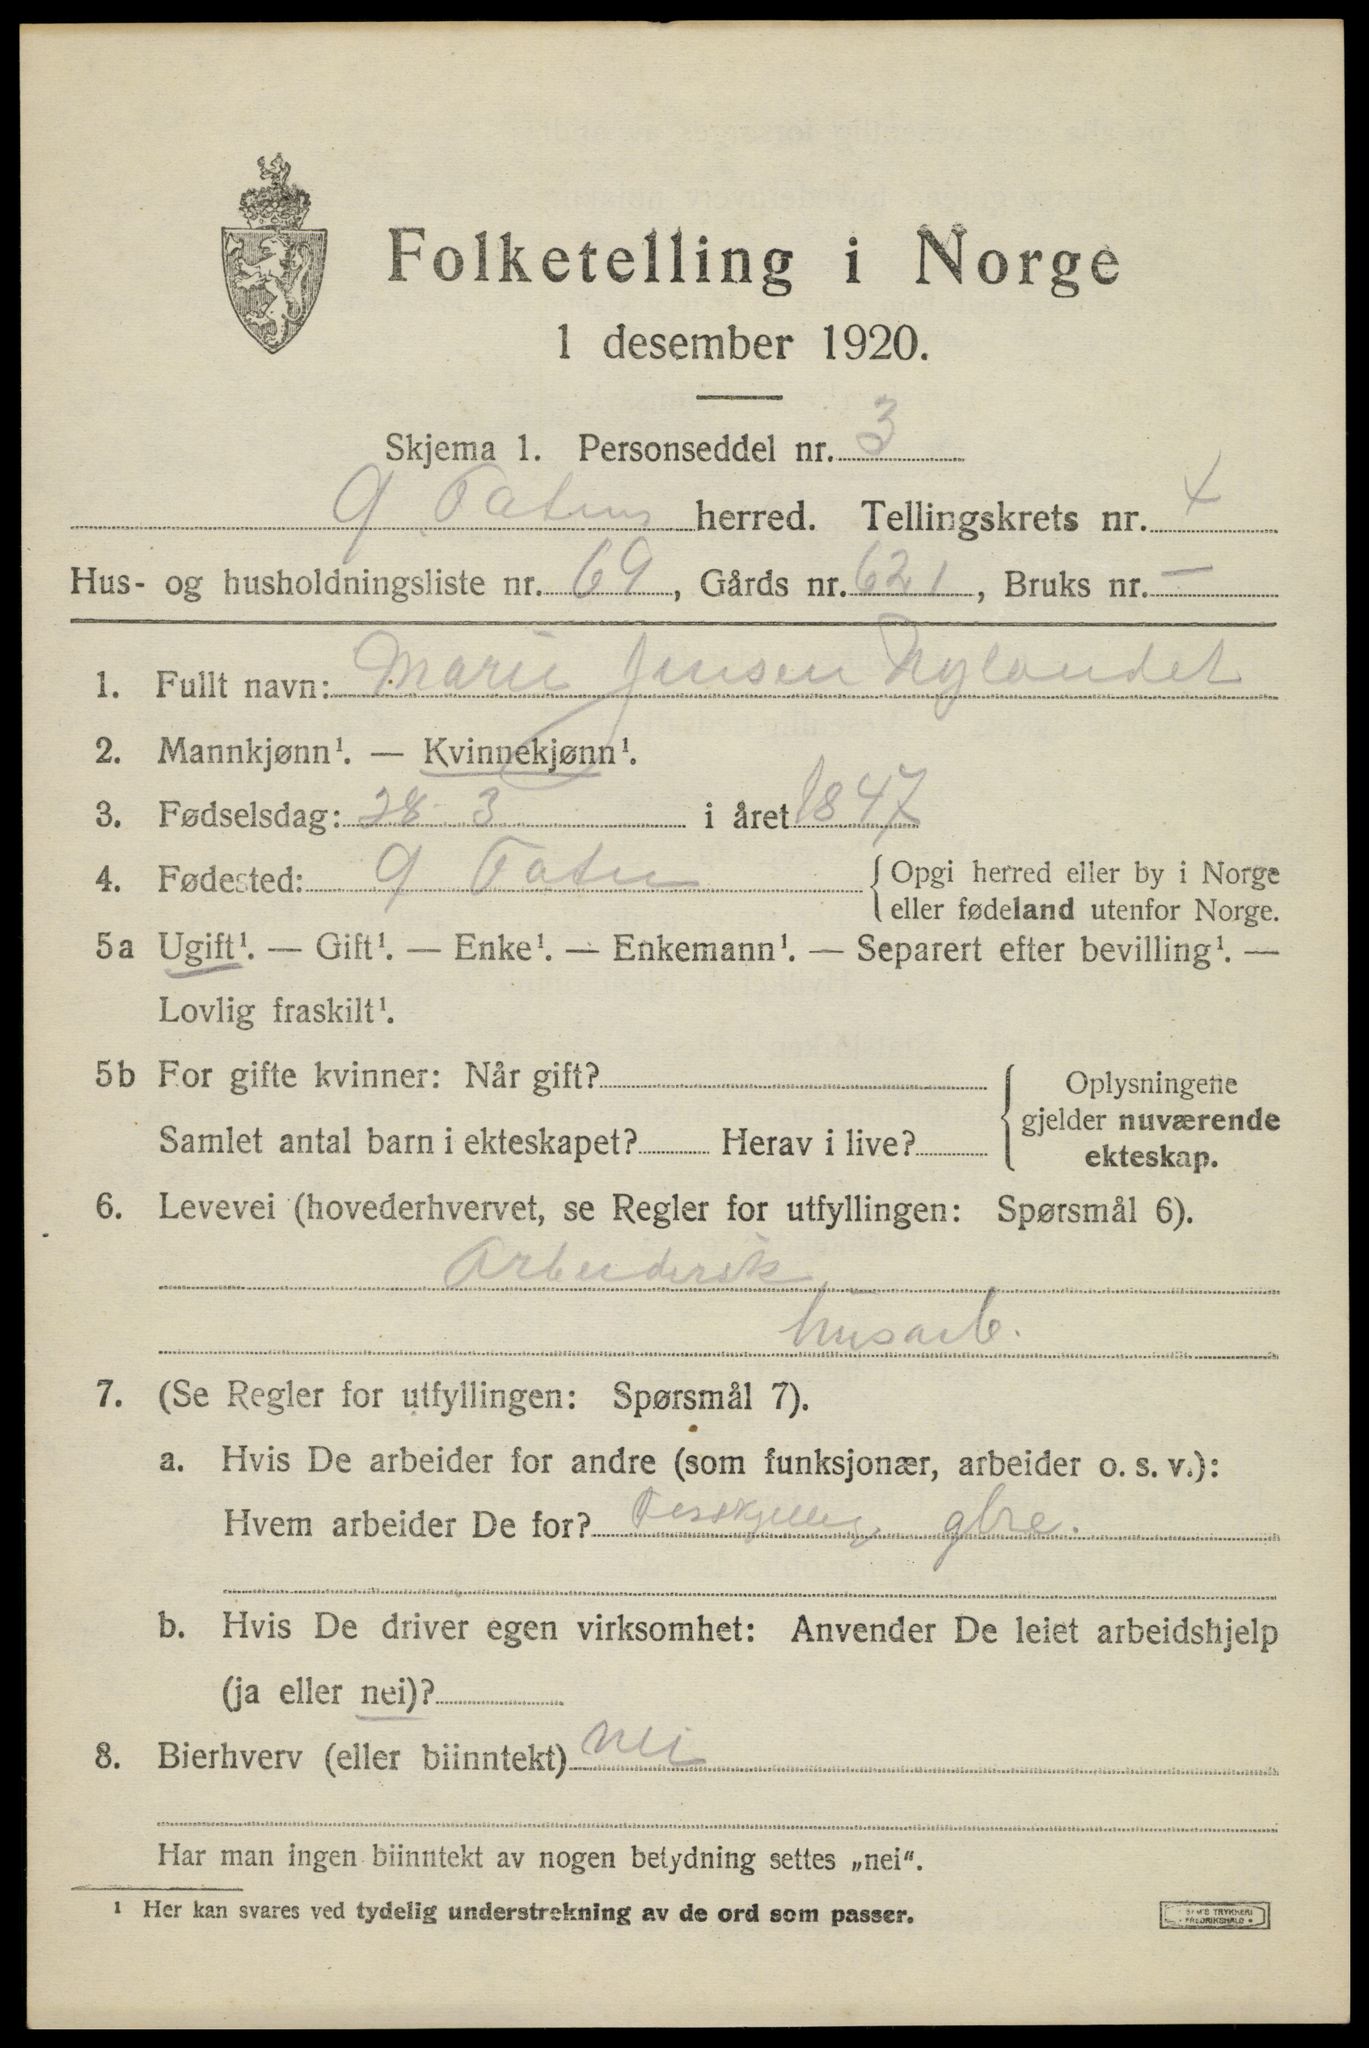 Folketelling i Norge
1 desember 1920.
Skjema 1. Personseddel nr. 3
herred. Tellingskrets nr. 4
Hus- og husholdningsliste nr. 69, Gårds nr. 621, Bruks nr. —
1. Fullt navn: Marie Jensen Nylandet
2. Mannkjønn¹. — Kvinnekjønn¹.
3. Fødselsdag: 28 3 i året 1847
4. Fødested: Opgi herred eller by i Norge
eller fødeland utenfor Norge.
5a Ugift¹. — Gift¹. — Enke¹. — Enkemann¹. — Separert efter bevilling¹. —
Lovlig fraskilt¹.
5b For gifte kvinner: Når gift? Oplysningene
gjelder nuværende
Samlet antal barn i ekteskapet? Herav i live?
ekteskap.
6. Levevei (hovederhvervet, se Regler for utfyllingen: Spørsmål 6).
Arbeidersk
husarb.
7. (Se Regler for utfyllingen: Spørsmål 7).
a. Hvis De arbeider for andre (som funksjonær, arbeider o. s. v.):
Hvem arbeider De for? Forskjellig gbre.
b. Hvis De driver egen virksomhet: Anvender De leiet arbeidshjelp
(ja eller nei)?
8. Bierhverv (eller biinntekt) nei
Har man ingen biinntekt av nogen betydning settes „nei“.
¹ Her kan svares ved tydelig understrekning av de ord som passer.
TRYKKERI
FREDRIKSHALD